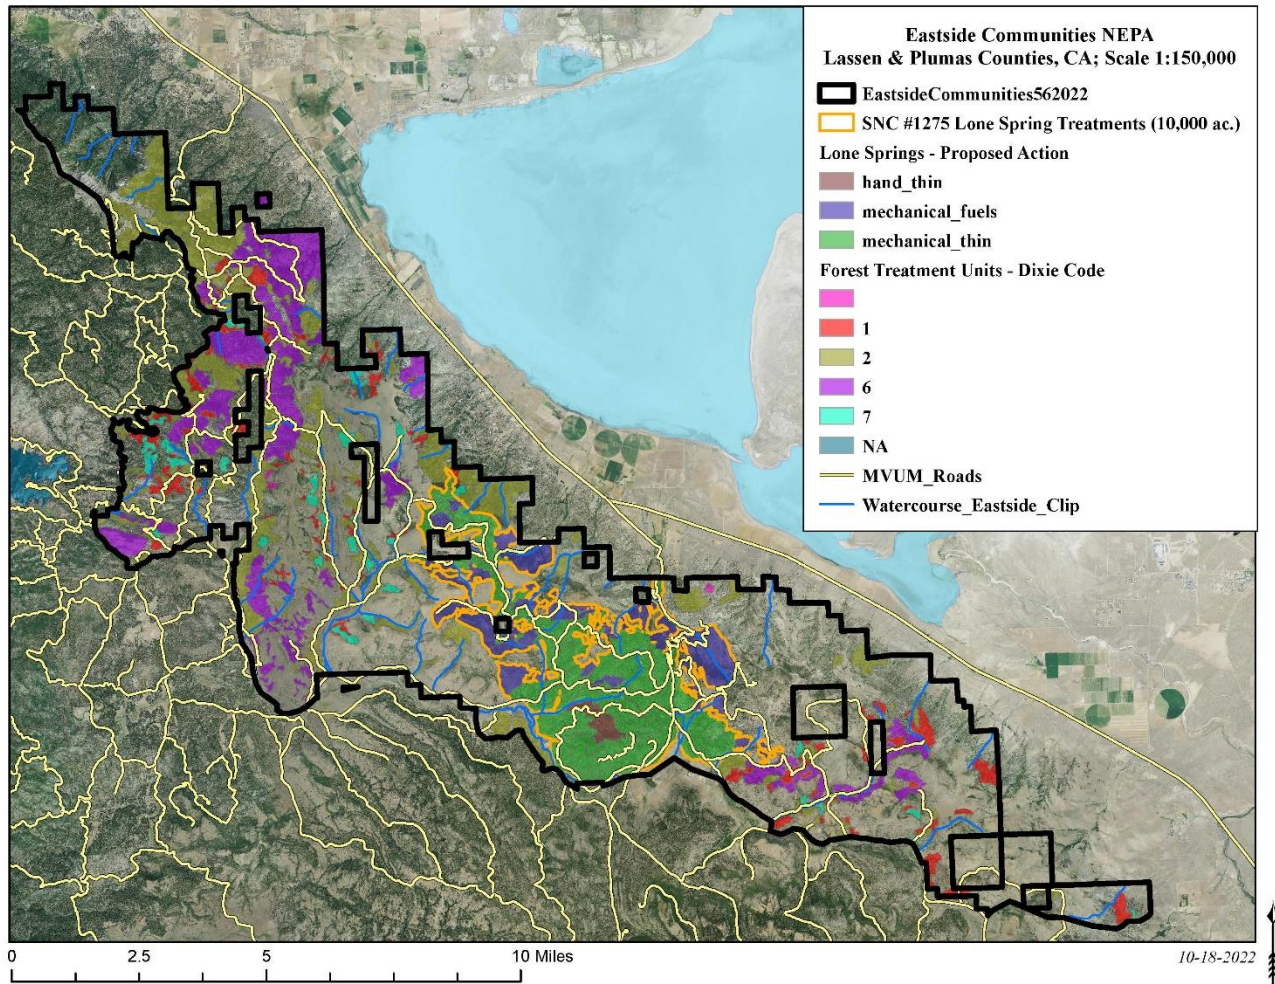 Eastside Communities NEPA
Lassen & Plumas Counties, CA; Scale 1:150,000
EastsideCommunities562022
SNC #1275 Lone Spring Treatments (10,000 ac.)
Lone Springs - Proposed Action
hand_thin
mechanical_fuels
mechanical_thin
Forest Treatment Units - Dixie Code
1
2
6
7
NA
MVUM_Roads
Watercourse_Eastside_Clip
0 2.5 5 10 Miles
10-18-2022